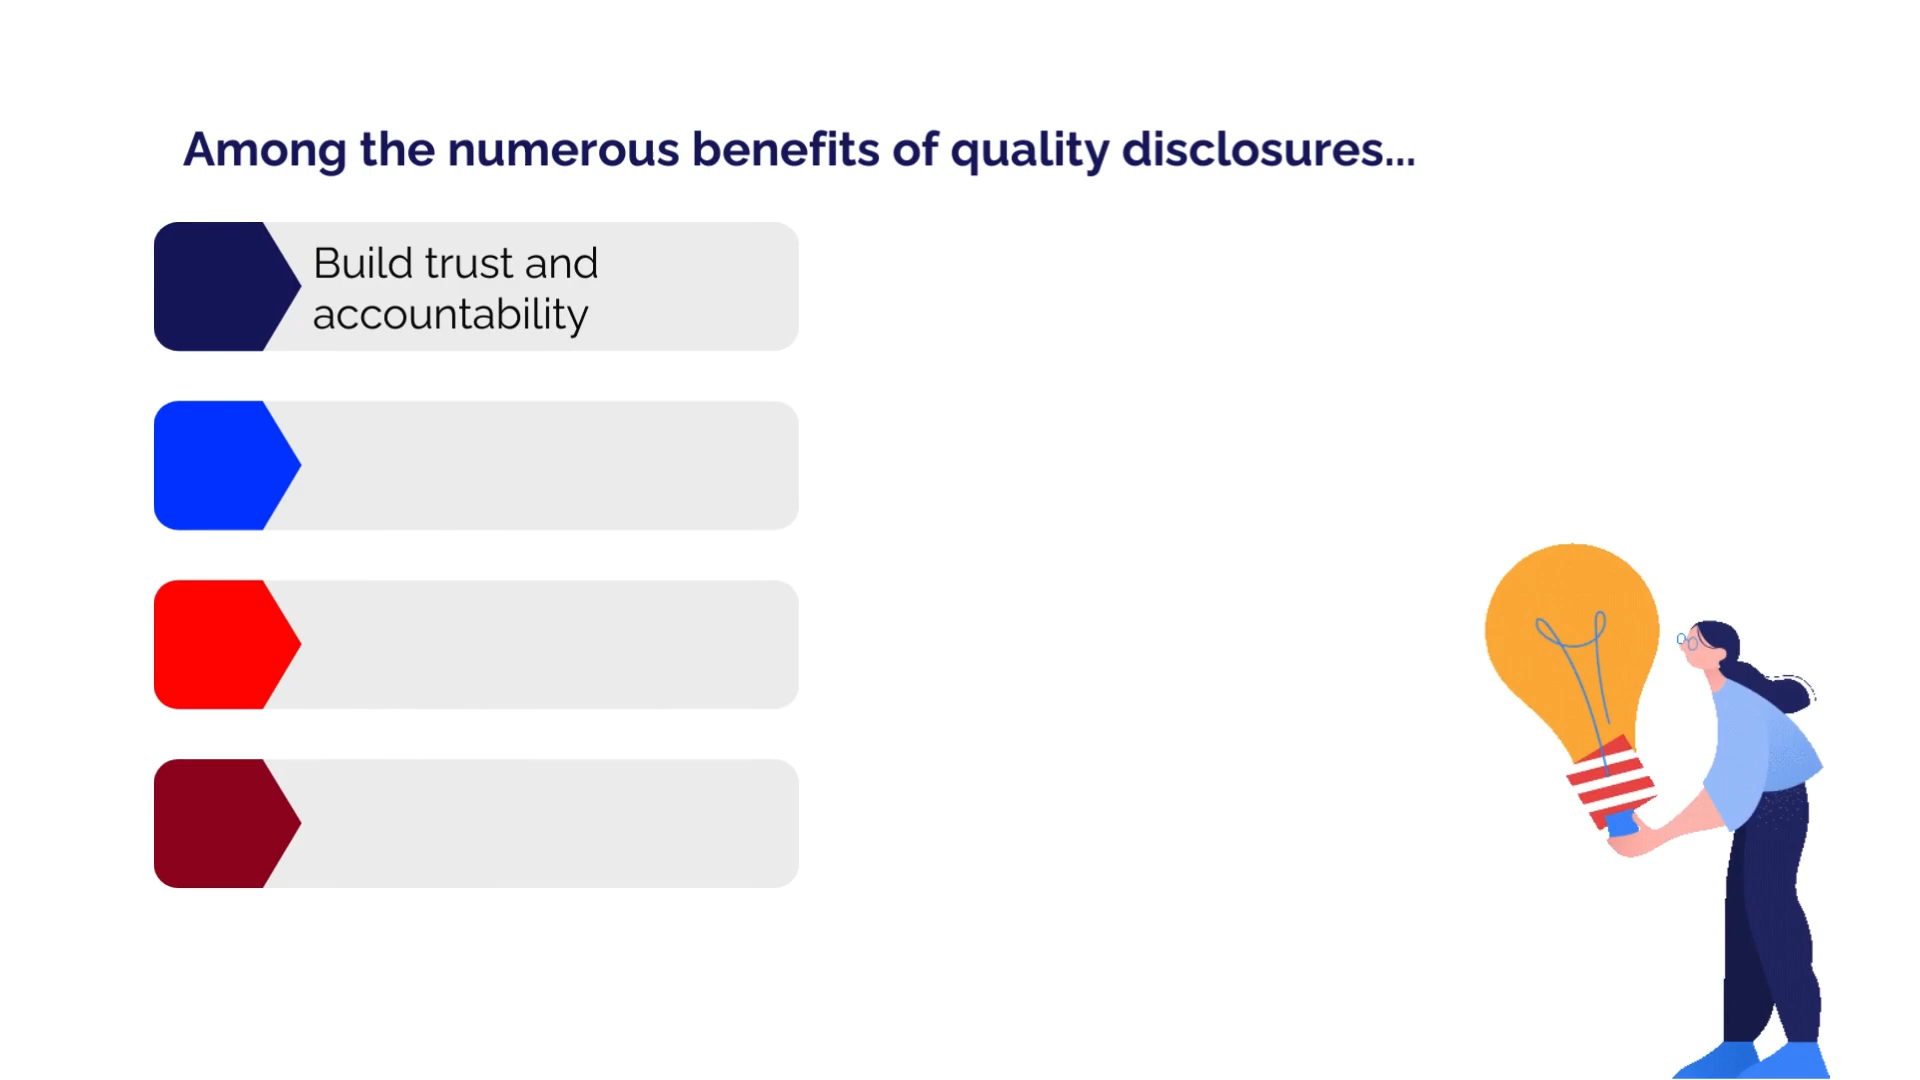 Among the numerous benefits of quality disclosures...
Build trust and
accountability